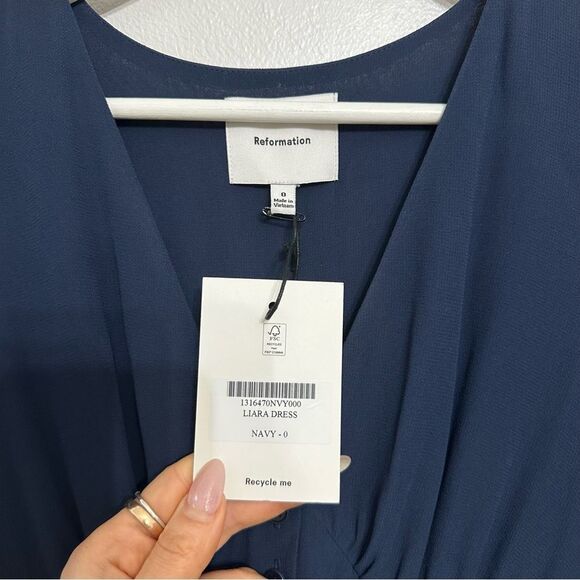 Reformation
0
Made in
Vietnam
FSC
RECYCLED
1316470NVY000
LIARA DRESS
NAVY - 0
Recycle me